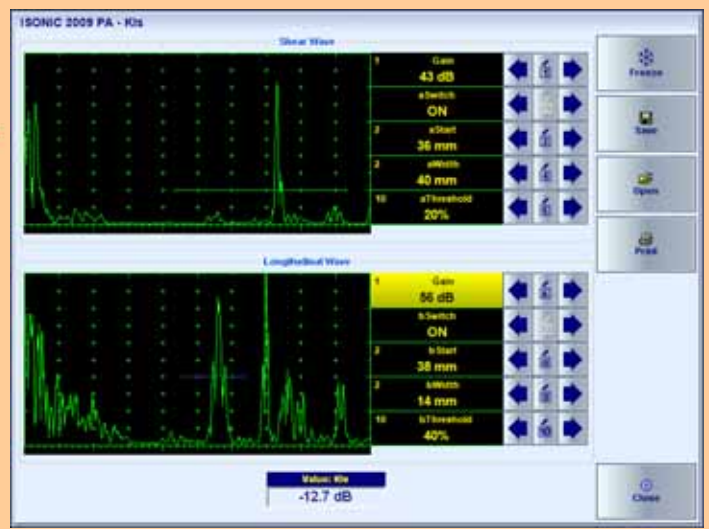 ISONIC 2009 PA - Kls
Shear Wave
1 Gain
43 dB
aSwitch
ON
2 aStart
36 mm
2 aWidth
40 mm
10 aThreshold
20%
Longitudinal Wave
1 Gain
56 dB
bSwitch
ON
2 bStart
38 mm
2 bWidth
14 mm
10 bThreshold
40%
Value: Kls
-12.7 dB
Freeze
Save
Open
Print
Close